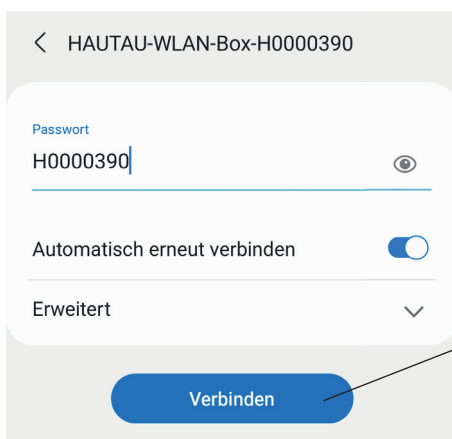 HAUTAU-WLAN-Box-H0000390
Passwort
H0000390
Automatisch erneut verbinden
Erweitert
Verbinden